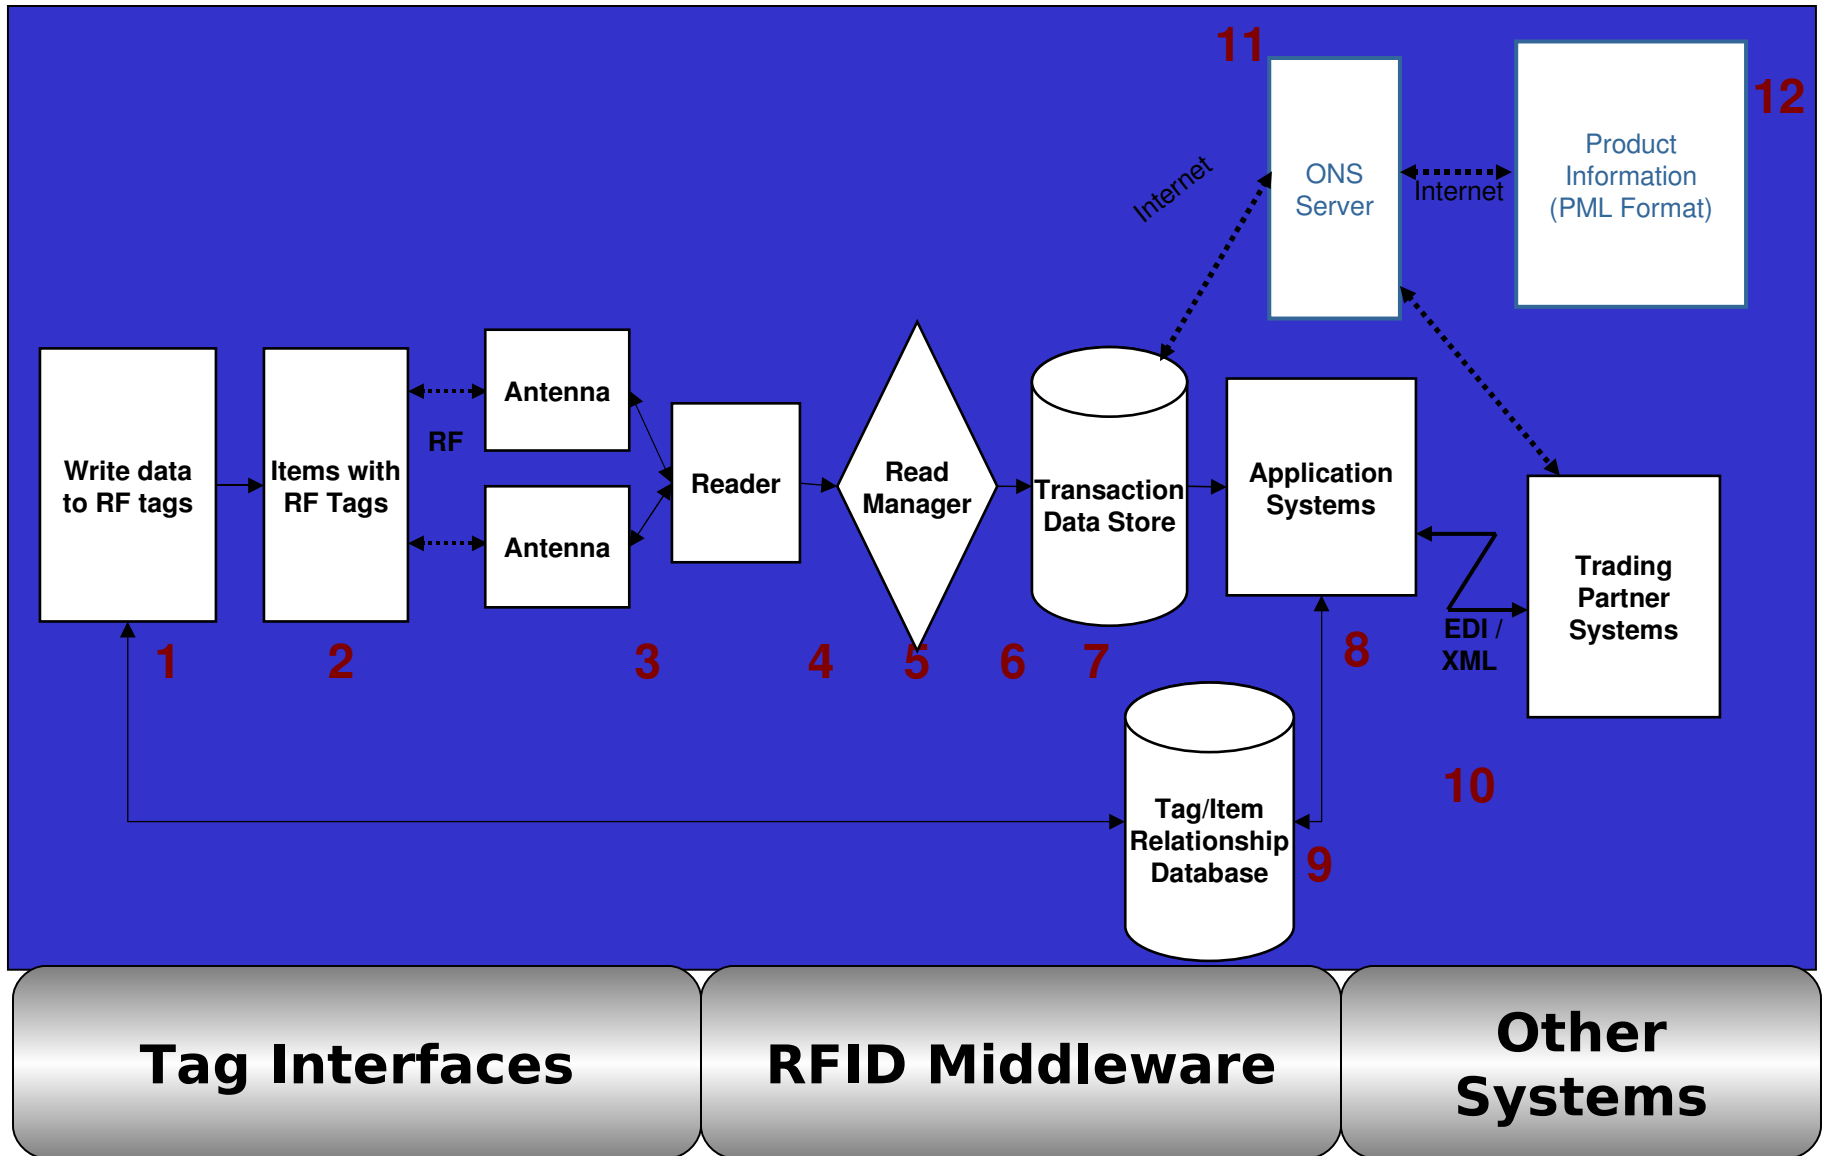 11
12
Product
Information
(PML Format)
ONS
Server
Internet
Internet
Write data
to RF tags
Items with
RF Tags
RF
Antenna
Antenna
Reader
Read
Manager
Transaction
Data Store
Application
Systems
EDI /
XML
Trading
Partner
Systems
1
2
3
4
5
6
7
8
Tag/Item
Relationship
Database
9
10
Tag Interfaces
RFID Middleware
Other
Systems